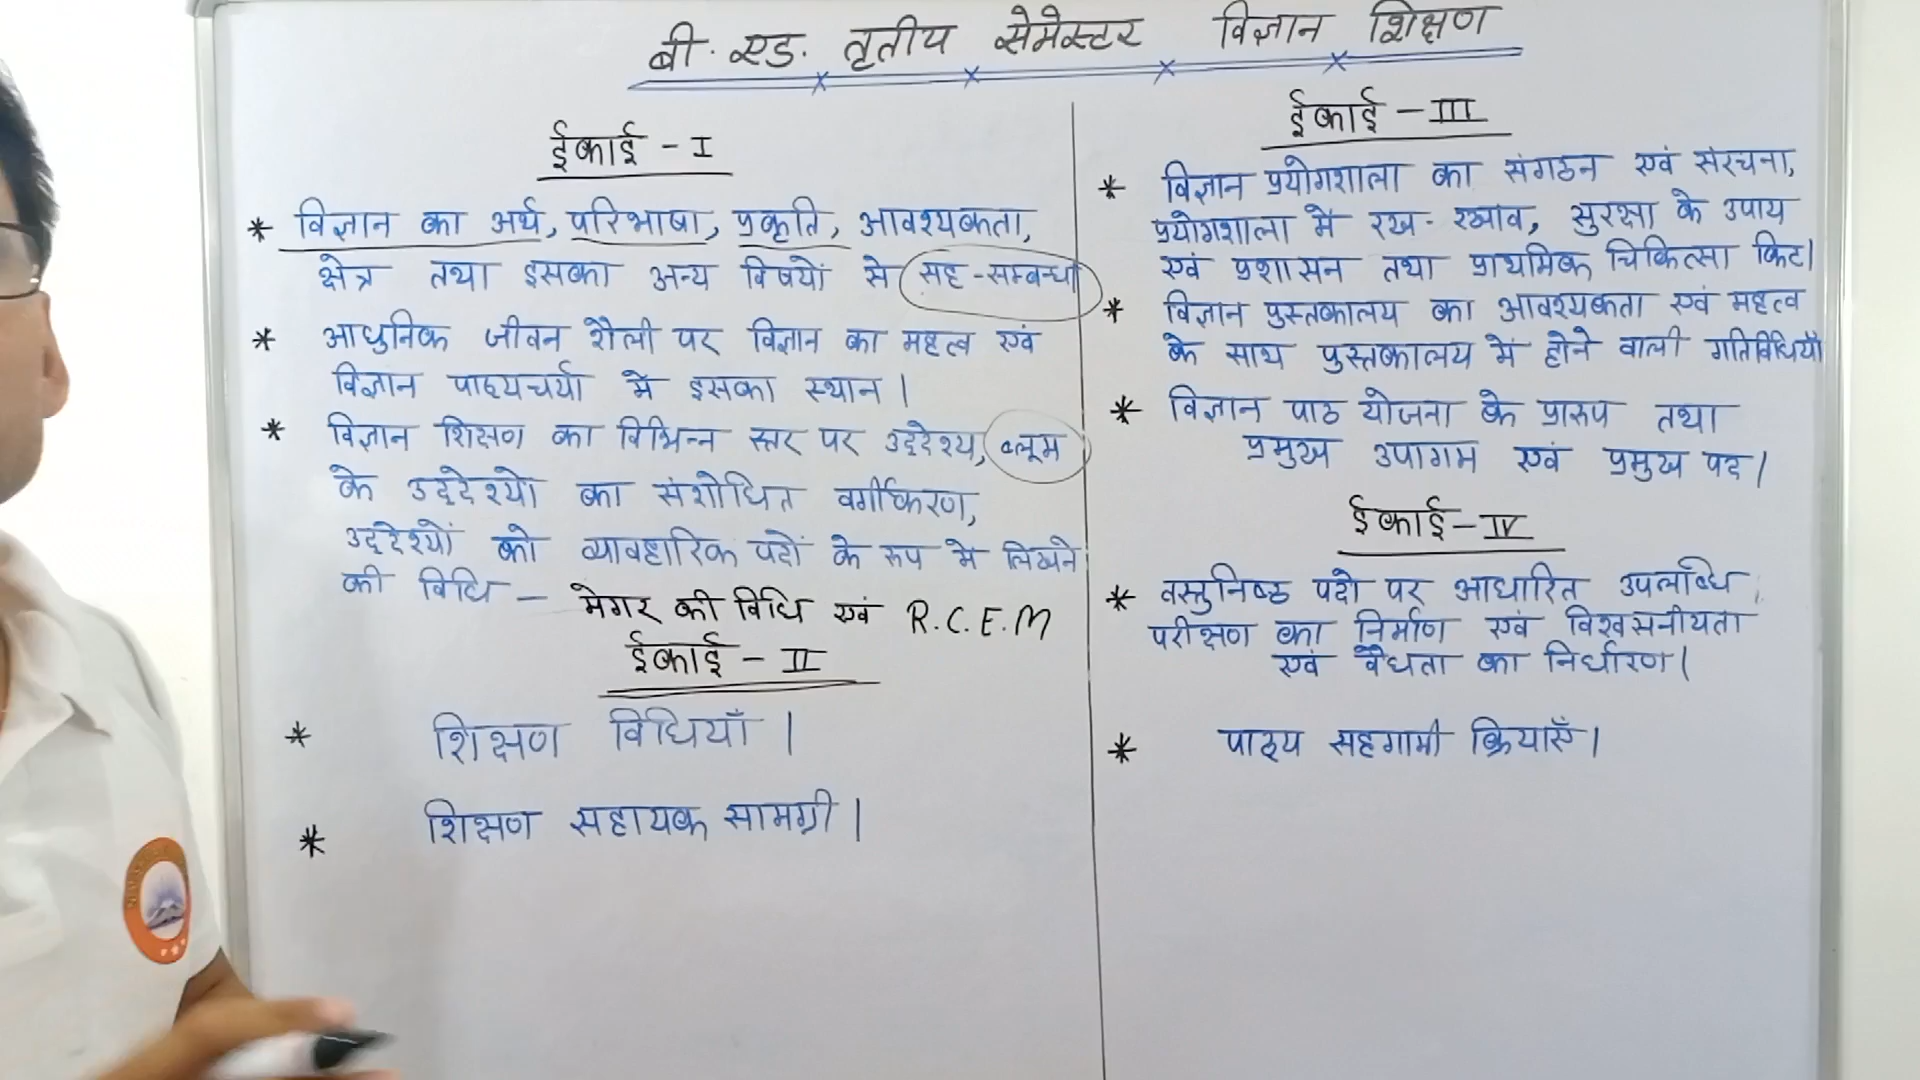 बी. एड. तृतीय सेमेस्टर विज्ञान शिक्षण
ईकाई - I
* विज्ञान का अर्थ, परिभाषा, प्रकृति, आवश्यकता,
क्षेत्र तथा इसका अन्य विषयों से सह-सम्बन्ध।
* आधुनिक जीवन शैली पर विज्ञान का महत्व एवं
विज्ञान पाठ्यचर्या में इसका स्थान।
* विज्ञान शिक्षण का विभिन्न स्तर पर उद्देश्य, ब्लूम
के उद्देश्यो का संशोधित वर्गीकरण,
उद्देश्यों को व्यावहारिक पदों के रूप में लिखने
की विधि - मेगर की विधि एवं R.C.E.M
ईकाई - II
* शिक्षण विधियाँ।
* शिक्षण सहायक सामग्री।
ईकाई - III
* विज्ञान प्रयोगशाला का संगठन एवं संरचना,
प्रयोगशाला में रख-रखाव, सुरक्षा के उपाय
एवं प्रशासन तथा प्राथमिक चिकित्सा किट।
* विज्ञान पुस्तकालय का आवश्यकता एवं महत्व
के साथ पुस्तकालय में होने वाली गतिविधियाँ
* विज्ञान पाठ योजना के प्रारुप तथा
प्रमुख उपागम एवं प्रमुख पद।
ईकाई - IV
* वस्तुनिष्ठ पदो पर आधारित उपलब्धि
परीक्षण का निर्माण एवं विश्वसनीयता
एवं वैधता का निर्धारण।
* पाठ्य सहगामी क्रियाएँ।